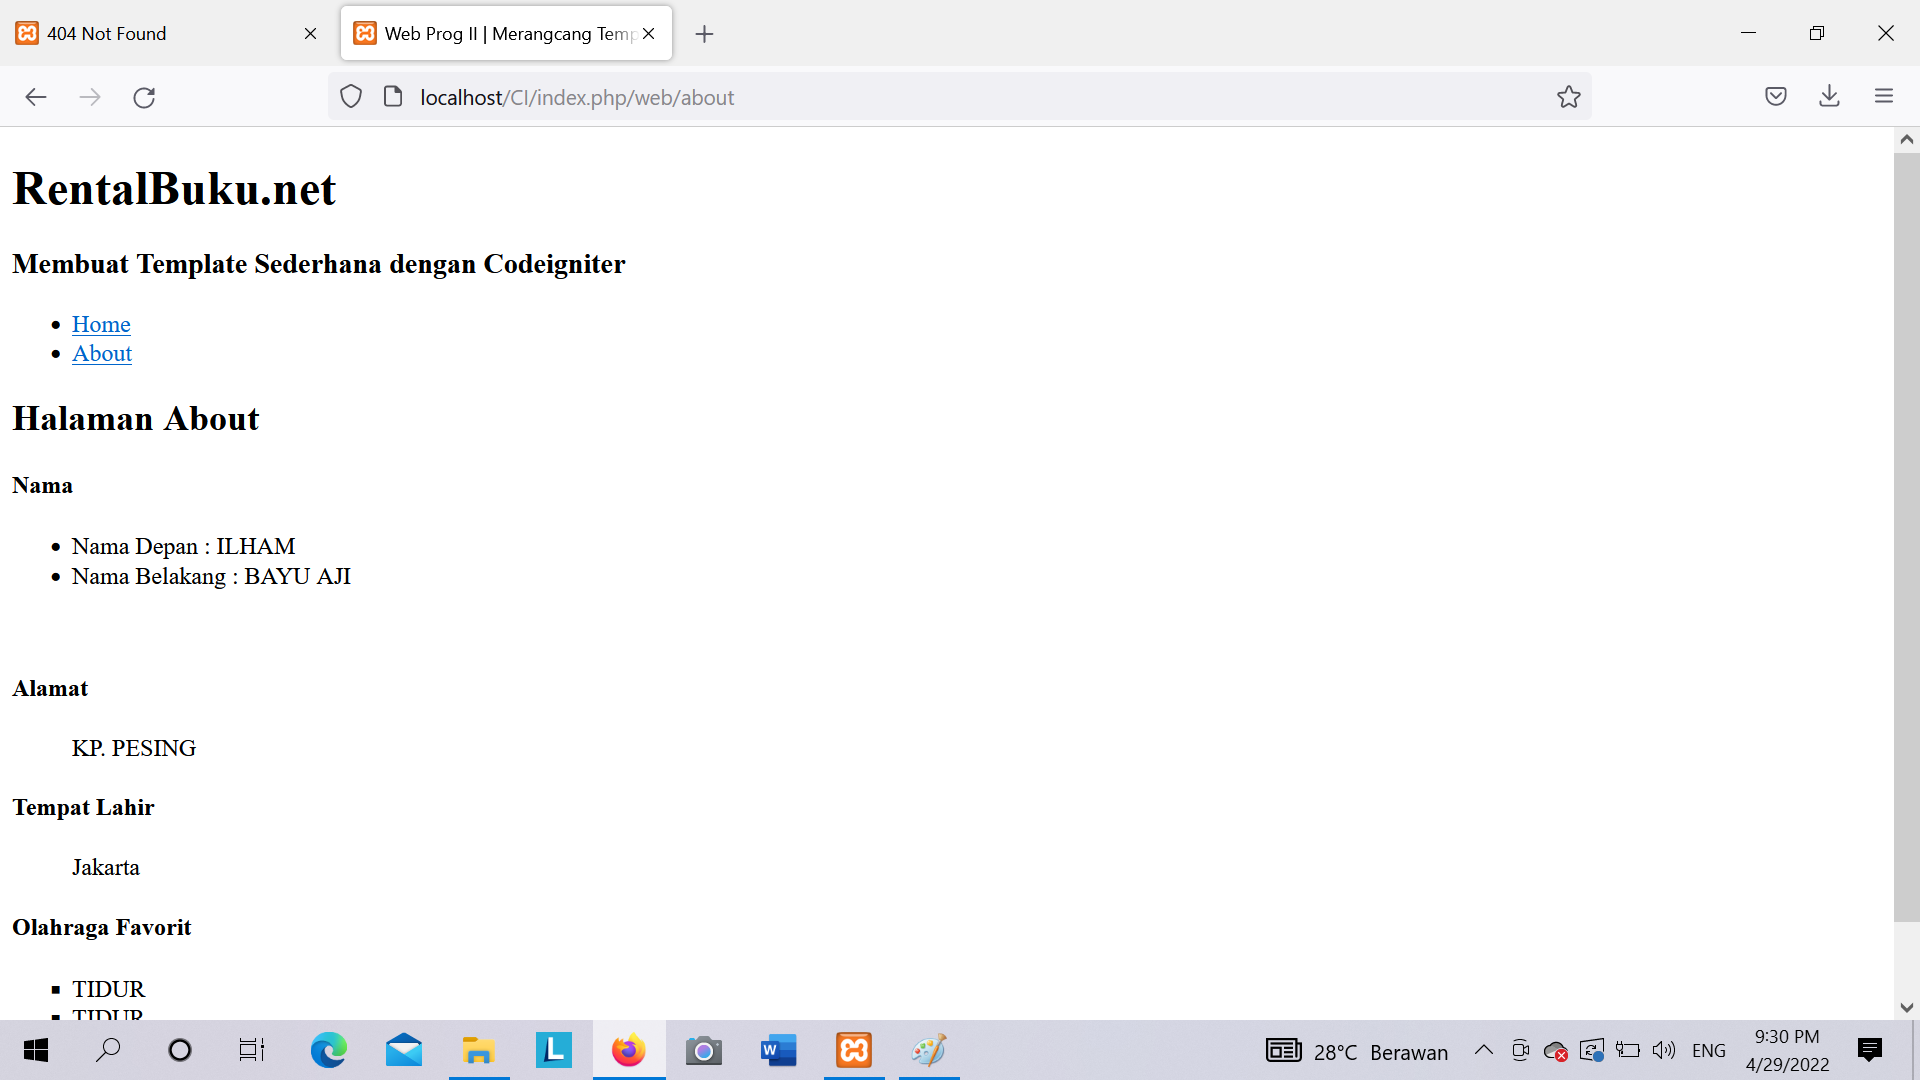 404 Not Found
Web Prog II | Merangcang Temp
localhost/CI/index.php/web/about
RentalBuku.net
Membuat Template Sederhana dengan Codeigniter
Home
About
Halaman About
Nama
Nama Depan : ILHAM
Nama Belakang : BAYU AJI
Alamat
KP. PESING
Tempat Lahir
Jakarta
Olahraga Favorit
TIDUR
TIDUR
28°C Berawan
ENG
9:30 PM
4/29/2022